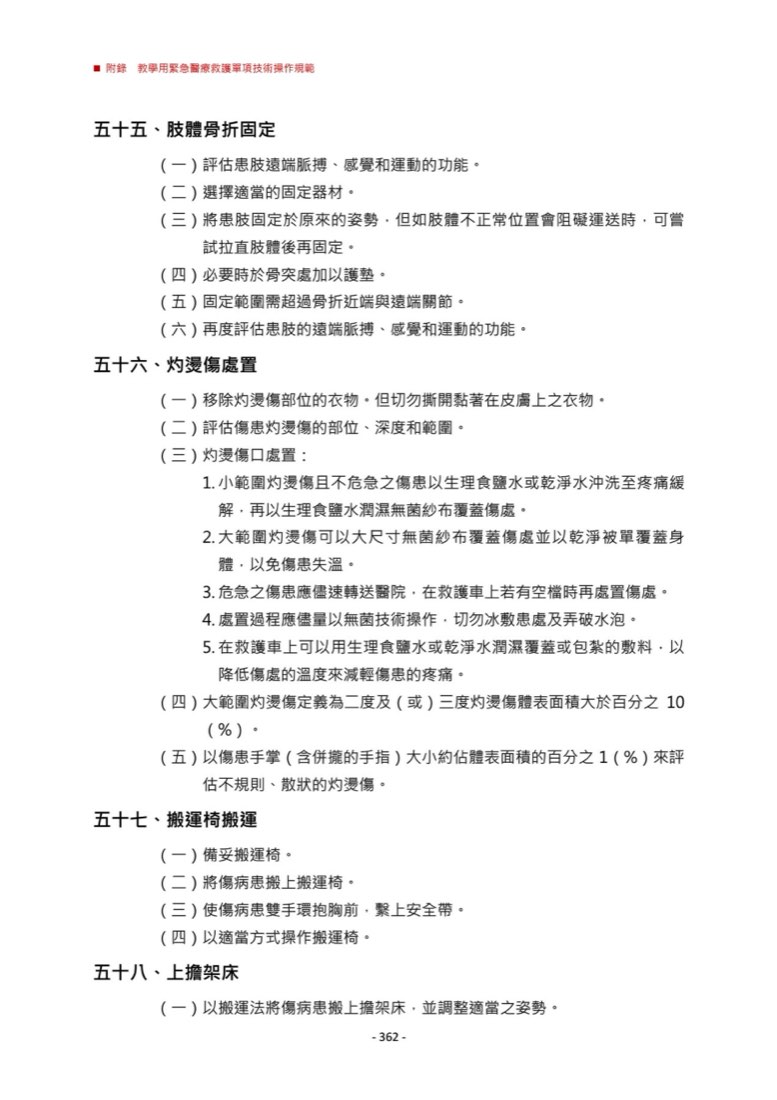 ■ 附錄　教學用緊急醫療救護單項技術操作規範
五十五、肢體骨折固定
（一）評估患肢遠端脈搏、感覺和運動的功能。
（二）選擇適當的固定器材。
（三）將患肢固定於原來的姿勢，但如肢體不正常位置會阻礙運送時，可嘗
試拉直肢體後再固定。
（四）必要時於骨突處加以護墊。
（五）固定範圍需超過骨折近端與遠端關節。
（六）再度評估患肢的遠端脈搏、感覺和運動的功能。
五十六、灼燙傷處置
（一）移除灼燙傷部位的衣物。但切勿撕開黏著在皮膚上之衣物。
（二）評估傷患灼燙傷的部位、深度和範圍。
（三）灼燙傷口處置：
1. 小範圍灼燙傷且不危急之傷患以生理食鹽水或乾淨水沖洗至疼痛緩
解，再以生理食鹽水潤濕無菌紗布覆蓋傷處。
2. 大範圍灼燙傷可以大尺寸無菌紗布覆蓋傷處並以乾淨被單覆蓋身
體，以免傷患失溫。
3. 危急之傷患應儘速轉送醫院，在救護車上若有空檔時再處置傷處。
4. 處置過程應儘量以無菌技術操作，切勿冰敷患處及弄破水泡。
5. 在救護車上可以用生理食鹽水或乾淨水潤濕覆蓋或包紮的敷料，以
降低傷處的溫度來減輕傷患的疼痛。
（四）大範圍灼燙傷定義為二度及（或）三度灼燙傷體表面積大於百分之 10
（%）。
（五）以傷患手掌（含併攏的手指）大小約佔體表面積的百分之 1（%）來評
估不規則、散狀的灼燙傷。
五十七、搬運椅搬運
（一）備妥搬運椅。
（二）將傷病患搬上搬運椅。
（三）使傷病患雙手環抱胸前，繫上安全帶。
（四）以適當方式操作搬運椅。
五十八、上擔架床
（一）以搬運法將傷病患搬上擔架床，並調整適當之姿勢。
- 362 -